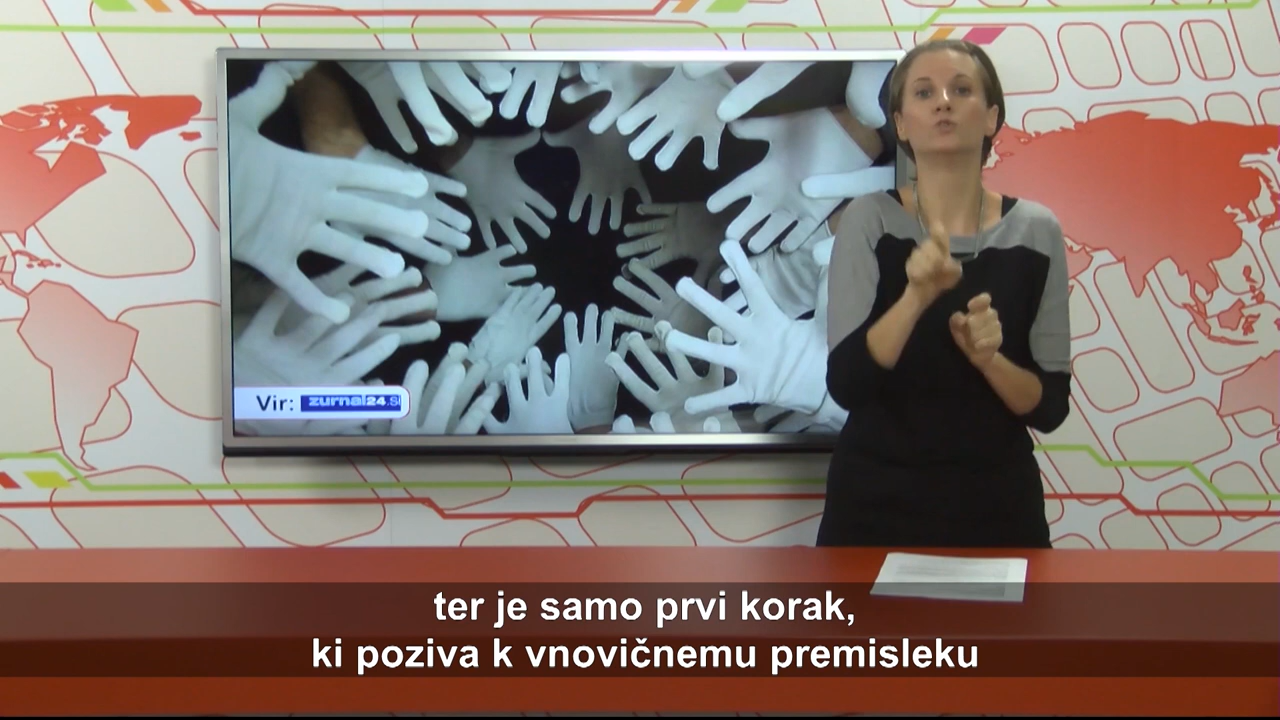 Vir: zurnal24.si
ter je samo prvi korak,
ki poziva k vnovičnemu premisleku